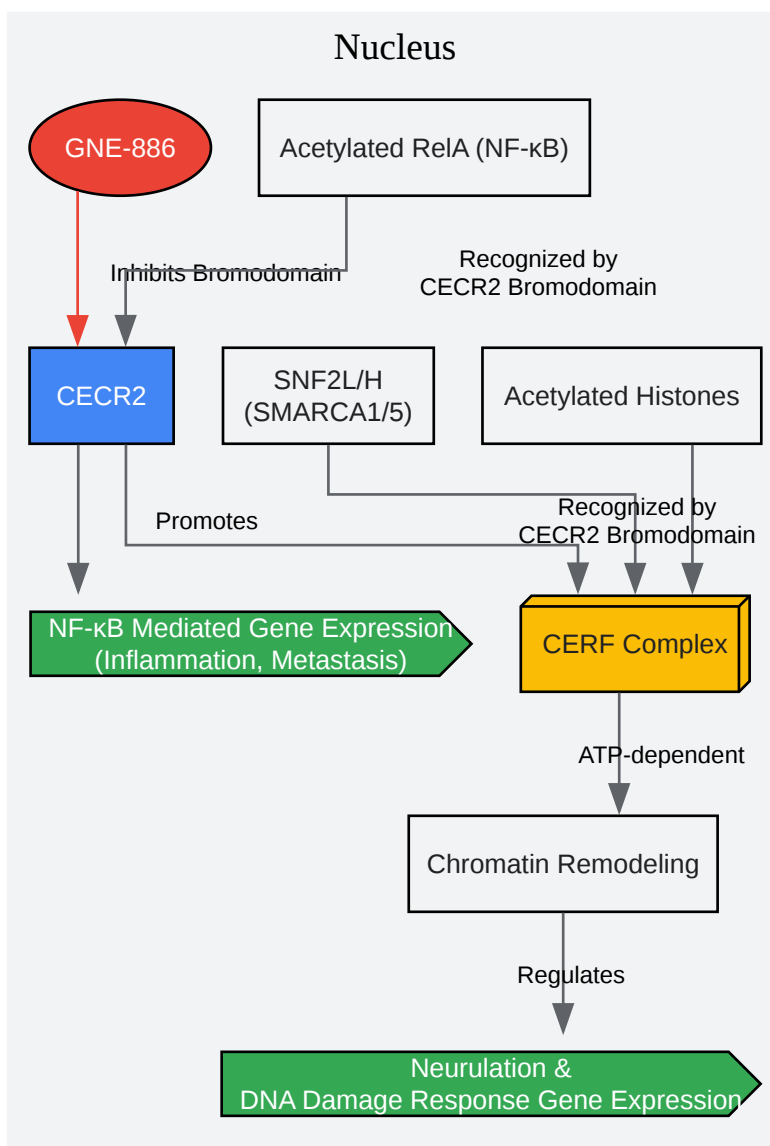 Nucleus
GNE-886
Acetylated RelA (NF-κB)
Inhibits Bromodomain
Recognized by
CECR2 Bromodomain
CECR2
SNF2L/H
(SMARCA1/5)
Acetylated Histones
Promotes
Recognized by
CECR2 Bromodomain
NF-κB Mediated Gene Expression
(Inflammation, Metastasis)
CERF Complex
ATP-dependent
Chromatin Remodeling
Regulates
Neurulation &
DNA Damage Response Gene Expression